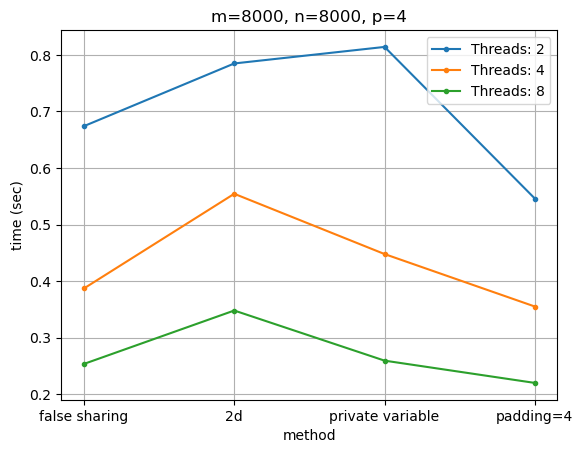 m=8000, n=8000, p=4
Threads: 2
Threads: 4
Threads: 8
time (sec)
0.8
0.7
0.6
0.5
0.4
0.3
0.2
false sharing
2d
private variable
padding=4
method